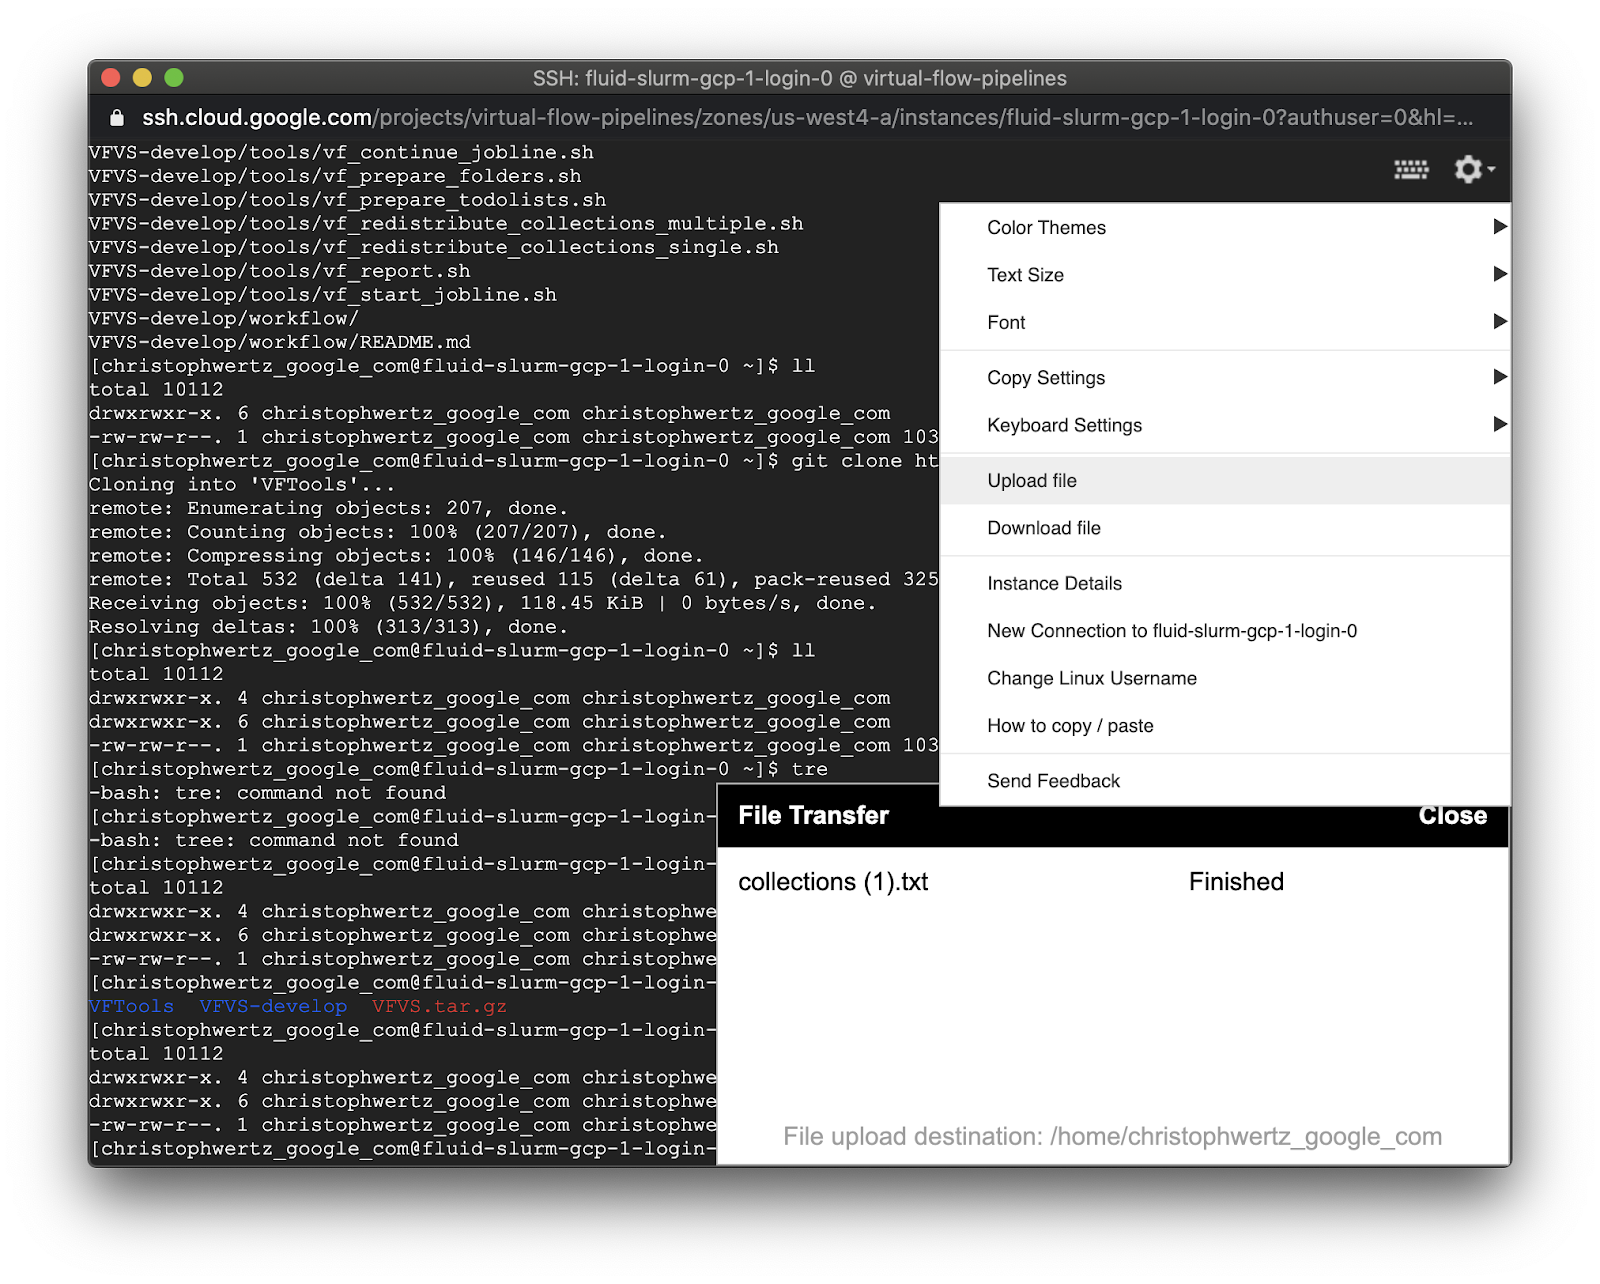 SSH: fluid-slurm-gcp-1-login-0 @ virtual-flow-pipelines
ssh.cloud.google.com/projects/virtual-flow-pipelines/zones/us-west4-a/instances/fluid-slurm-gcp-1-login-0?authuser=0&hl=...
VFVS-develop/tools/vf_continue_jobline.sh
VFVS-develop/tools/vf_prepare_folders.sh
VFVS-develop/tools/vf_prepare_todolists.sh
VFVS-develop/tools/vf_redistribute_collections_multiple.sh
VFVS-develop/tools/vf_redistribute_collections_single.sh
VFVS-develop/tools/vf_report.sh
VFVS-develop/tools/vf_start_jobline.sh
VFVS-develop/workflow/
VFVS-develop/workflow/README.md
[christophwertz_google_com@fluid-slurm-gcp-1-login-0 ~]$ ll
total 10112
drwxrwxr-x. 6 christophwertz_google_com christophwertz_google_com
-rw-rw-r--. 1 christophwertz_google_com christophwertz_google_com 103
[christophwertz_google_com@fluid-slurm-gcp-1-login-0 ~]$ git clone ht
Cloning into 'VFTools'...
remote: Enumerating objects: 207, done.
remote: Counting objects: 100% (207/207), done.
remote: Compressing objects: 100% (146/146), done.
remote: Total 532 (delta 141), reused 115 (delta 61), pack-reused 325
Receiving objects: 100% (532/532), 118.45 KiB | 0 bytes/s, done.
Resolving deltas: 100% (313/313), done.
[christophwertz_google_com@fluid-slurm-gcp-1-login-0 ~]$ ll
total 10112
drwxrwxr-x. 4 christophwertz_google_com christophwertz_google_com
drwxrwxr-x. 6 christophwertz_google_com christophwertz_google_com
-rw-rw-r--. 1 christophwertz_google_com christophwertz_google_com 103
[christophwertz_google_com@fluid-slurm-gcp-1-login-0 ~]$ tre
-bash: tre: command not found
[christophwertz_google_com@fluid-slurm-gcp-1-login-
-bash: tree: command not found
[christophwertz_google_com@fluid-slurm-gcp-1-login-
total 10112
drwxrwxr-x. 4 christophwertz_google_com christophwe
drwxrwxr-x. 6 christophwertz_google_com christophwe
-rw-rw-r--. 1 christophwertz_google_com christophwe
[christophwertz_google_com@fluid-slurm-gcp-1-login-
VFTools VFVS-develop VFVS.tar.gz
[christophwertz_google_com@fluid-slurm-gcp-1-login-
total 10112
drwxrwxr-x. 4 christophwertz_google_com christophwe
drwxrwxr-x. 6 christophwertz_google_com christophwe
-rw-rw-r--. 1 christophwertz_google_com christophwe
[christophwertz_google_com@fluid-slurm-gcp-1-login-
Color Themes
Text Size
Font
Copy Settings
Keyboard Settings
Upload file
Download file
Instance Details
New Connection to fluid-slurm-gcp-1-login-0
Change Linux Username
How to copy / paste
Send Feedback
File Transfer Close
collections (1).txt Finished
File upload destination: /home/christophwertz_google_com